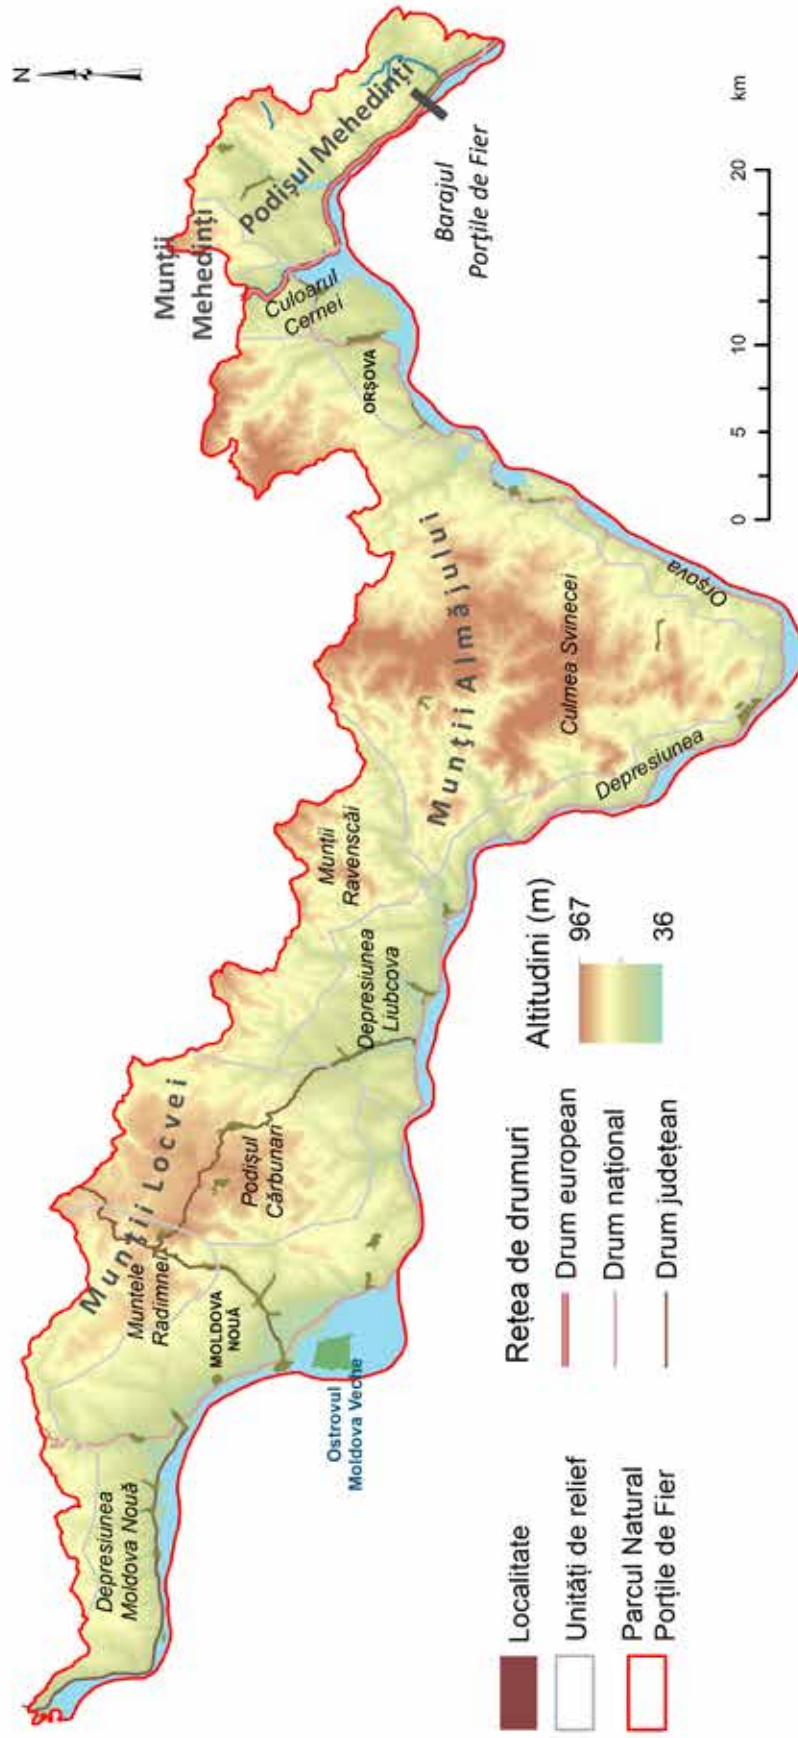 N
Munții
Mehedinți
Podișul Mehedinți
Barajul
Porțile de Fier
Culoarul
Cernei
ORȘOVA
Munții Almăjului
Culmea Svinecei
Depresiunea
Orșova
Munții
Ravenscăi
Depresiunea
Liubcova
Munții Locvei
Podișul
Cărbunari
Muntele
Radimnei
MOLDOVA
NOUĂ
Ostrovul
Moldova Veche
Depresiunea
Moldova Nouă
0 5 10 20 km
Localitate
Unități de relief
Parcul Natural
Porțile de Fier
Rețea de drumuri
Drum european
Drum național
Drum județean
Altitudini (m)
967
36